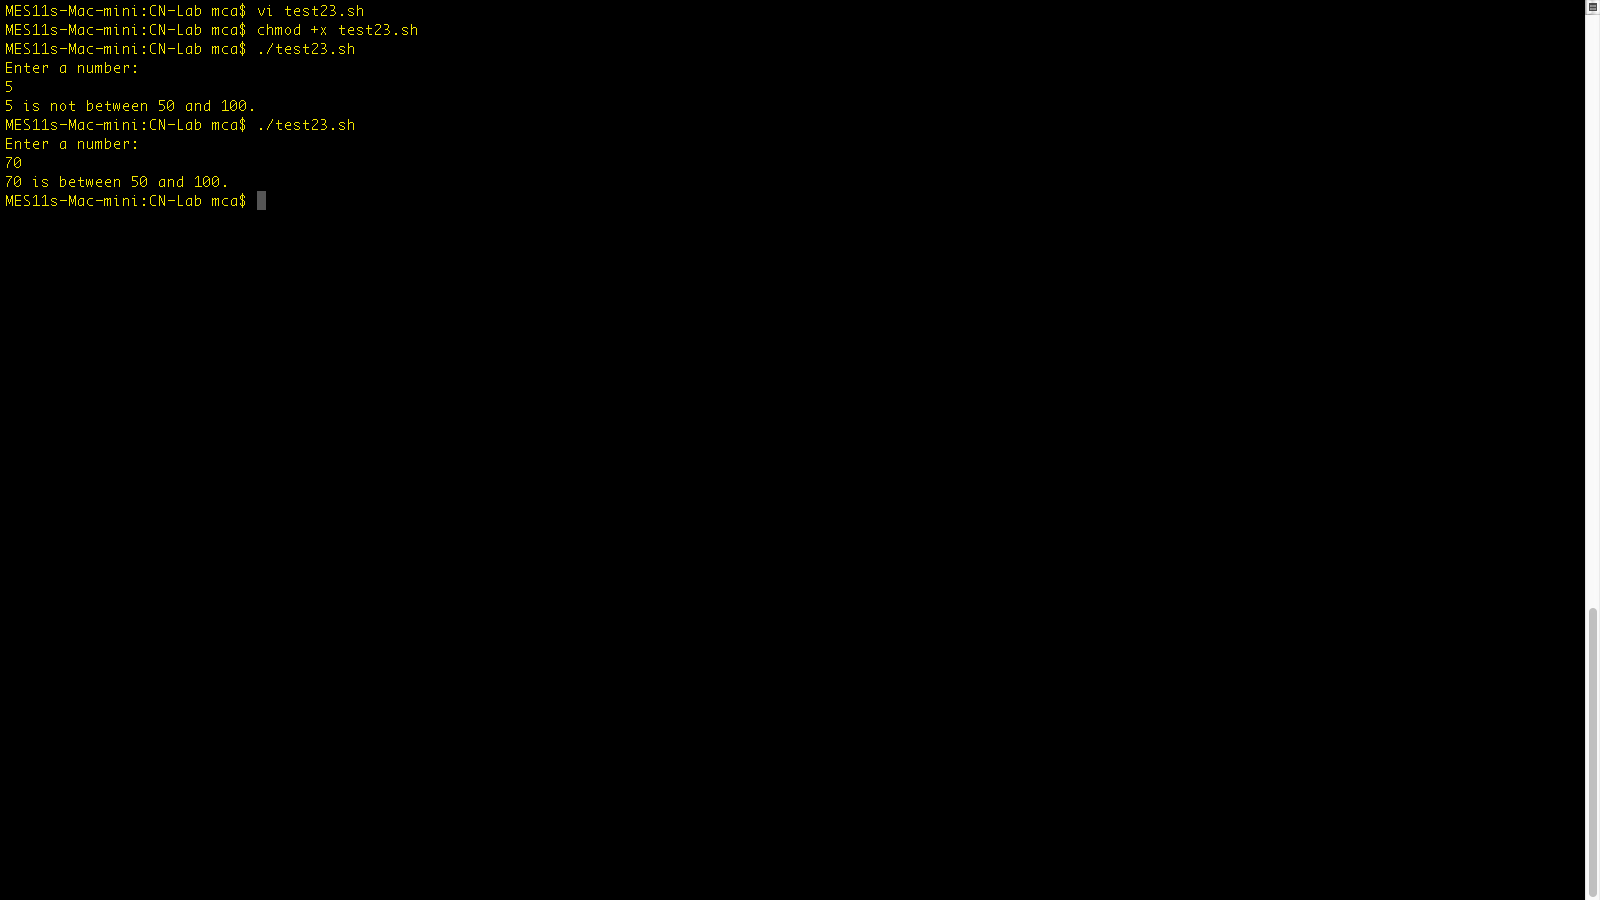 MES11s-Mac-mini:CN-Lab mca$ vi test23.sh
MES11s-Mac-mini:CN-Lab mca$ chmod +x test23.sh
MES11s-Mac-mini:CN-Lab mca$ ./test23.sh
Enter a number:
5
5 is not between 50 and 100.
MES11s-Mac-mini:CN-Lab mca$ ./test23.sh
Enter a number:
70
70 is between 50 and 100.
MES11s-Mac-mini:CN-Lab mca$